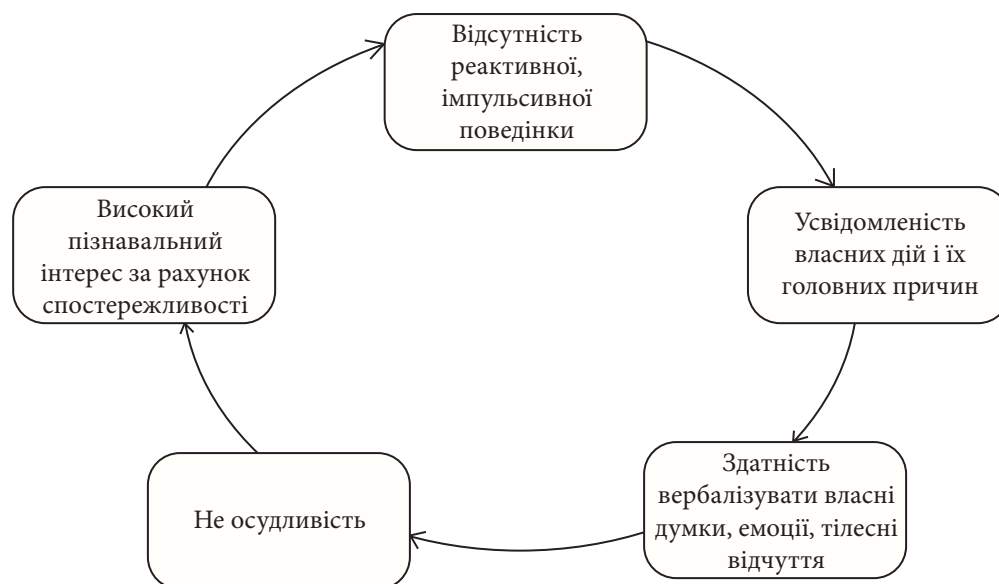 Відсутність
реактивної,
імпульсивної
поведінки
Усвідомленість
власних дій і їх
головних причин
Здатність
вербалізувати власні
думки, емоції, тілесні
відчуття
Не осудливість
Високий
пізнавальний
інтерес за рахунок
спостережливості